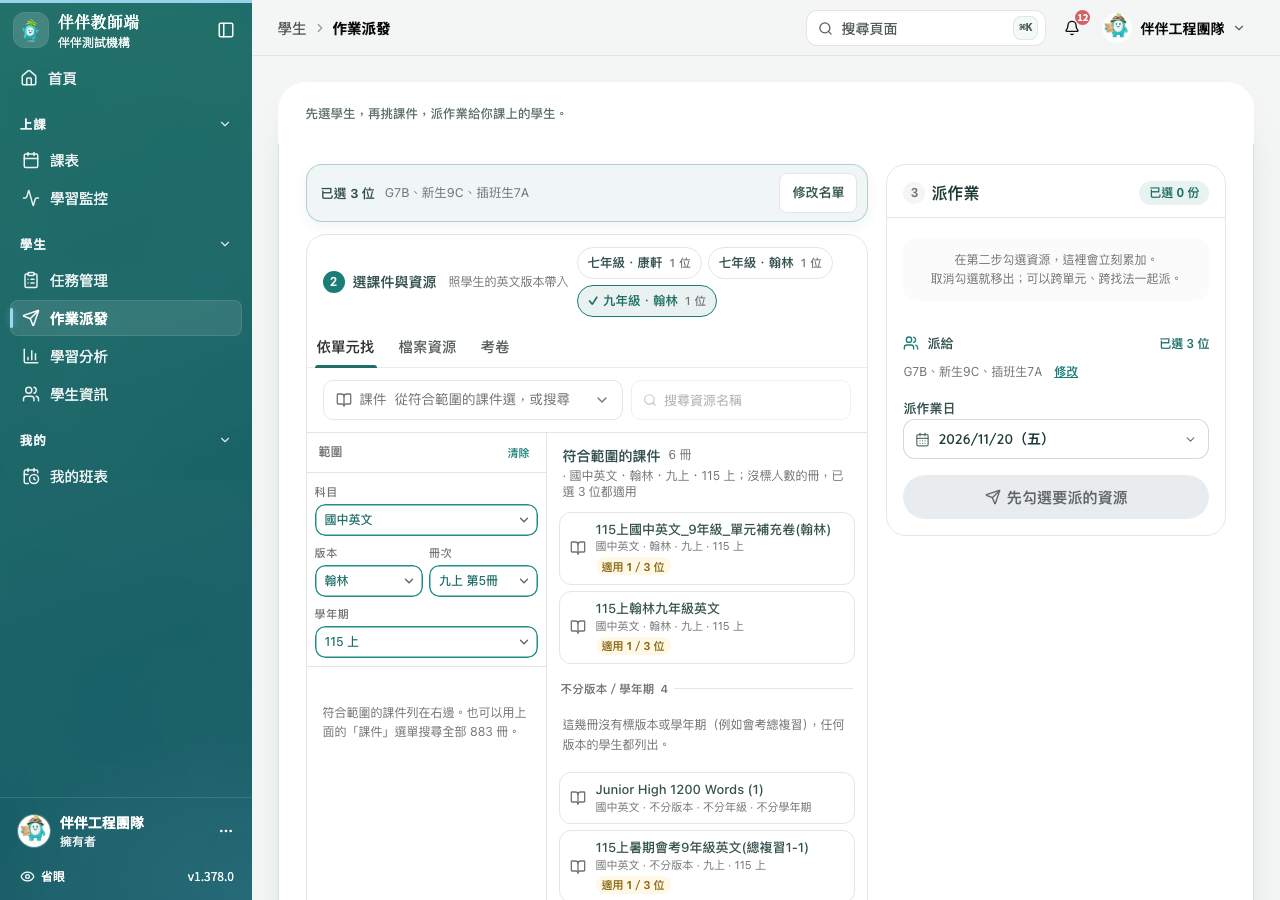 伴伴教師端
伴伴測試機構
首頁
上課
課表
學習監控
學生
任務管理
作業派發
學習分析
學生資訊
我的
我的班表
伴伴工程團隊
擁有者
省眼
v1.378.0
學生 > 作業派發
搜尋頁面
⌘K
12
伴伴工程團隊
先選學生，再挑課件，派作業給你課上的學生。
已選 3 位 G7B、新生9C、插班生7A
修改名單
2 選課件與資源 照學生的英文版本帶入
七年級 · 康軒 1 位
七年級 · 翰林 1 位
九年級 · 翰林 1 位
依單元找
檔案資源
考卷
課件 從符合範圍的課件選，或搜尋
搜尋資源名稱
範圍
清除
科目
國中英文
版本
冊次
翰林
九上 第5冊
學年期
115 上
符合範圍的課件列在右邊。也可以用上
面的「課件」選單搜尋全部 883 冊。
符合範圍的課件 6 冊
· 國中英文 · 翰林 · 九上 · 115 上；沒標人數的冊，已
選 3 位都適用
115上國中英文_9年級_單元補充卷(翰林)
國中英文 · 翰林 · 九上 · 115 上
適用 1 / 3 位
115上翰林九年級英文
國中英文 · 翰林 · 九上 · 115 上
適用 1 / 3 位
不分版本 / 學年期 4
這幾冊沒有標版本或學年期（例如會考總複習），任何
版本的學生都列出。
Junior High 1200 Words (1)
國中英文 · 不分版本 · 不分年級 · 不分學年期
115上暑期會考9年級英文(總複習1-1)
國中英文 · 不分版本 · 九上 · 115 上
適用 1 / 3 位
3 派作業
已選 0 份
在第二步勾選資源，這裡會立刻累加。
取消勾選就移出；可以跨單元、跨找法一起派。
派給
已選 3 位
G7B、新生9C、插班生7A 修改
派作業日
2026/11/20（五）
先勾選要派的資源